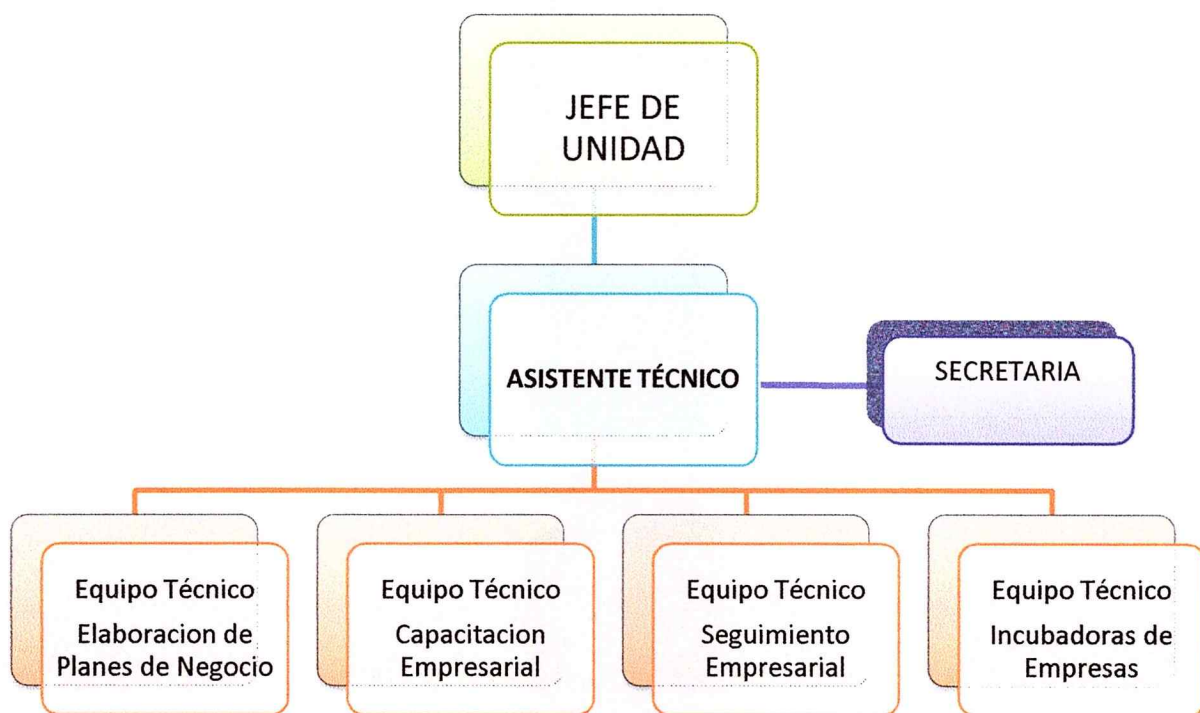 JEFE DE
UNIDAD
ASISTENTE TÉCNICO
SECRETARIA
Equipo Técnico
Elaboracion de
Planes de Negocio
Equipo Técnico
Capacitacion
Empresarial
Equipo Técnico
Seguimiento
Empresarial
Equipo Técnico
Incubadoras de
Empresas